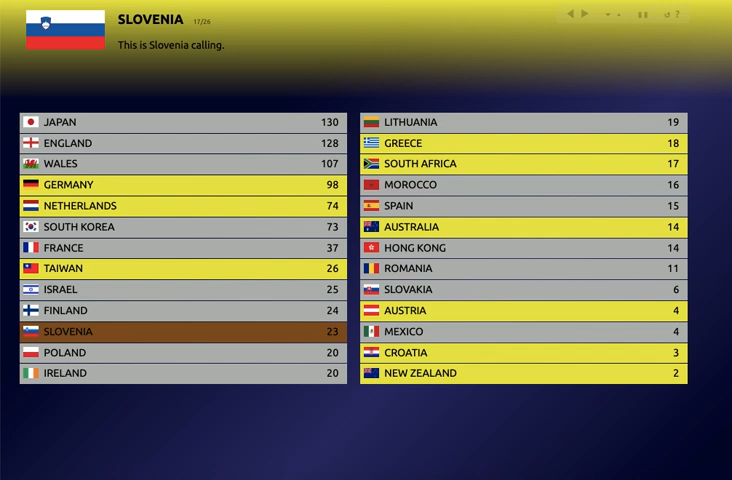 SLOVENIA 17/26
This is Slovenia calling.
JAPAN 130
ENGLAND 128
WALES 107
GERMANY 98
NETHERLANDS 74
SOUTH KOREA 73
FRANCE 37
TAIWAN 26
ISRAEL 25
FINLAND 24
SLOVENIA 23
POLAND 20
IRELAND 20
LITHUANIA 19
GREECE 18
SOUTH AFRICA 17
MOROCCO 16
SPAIN 15
AUSTRALIA 14
HONG KONG 14
ROMANIA 11
SLOVAKIA 6
AUSTRIA 4
MEXICO 4
CROATIA 3
NEW ZEALAND 2